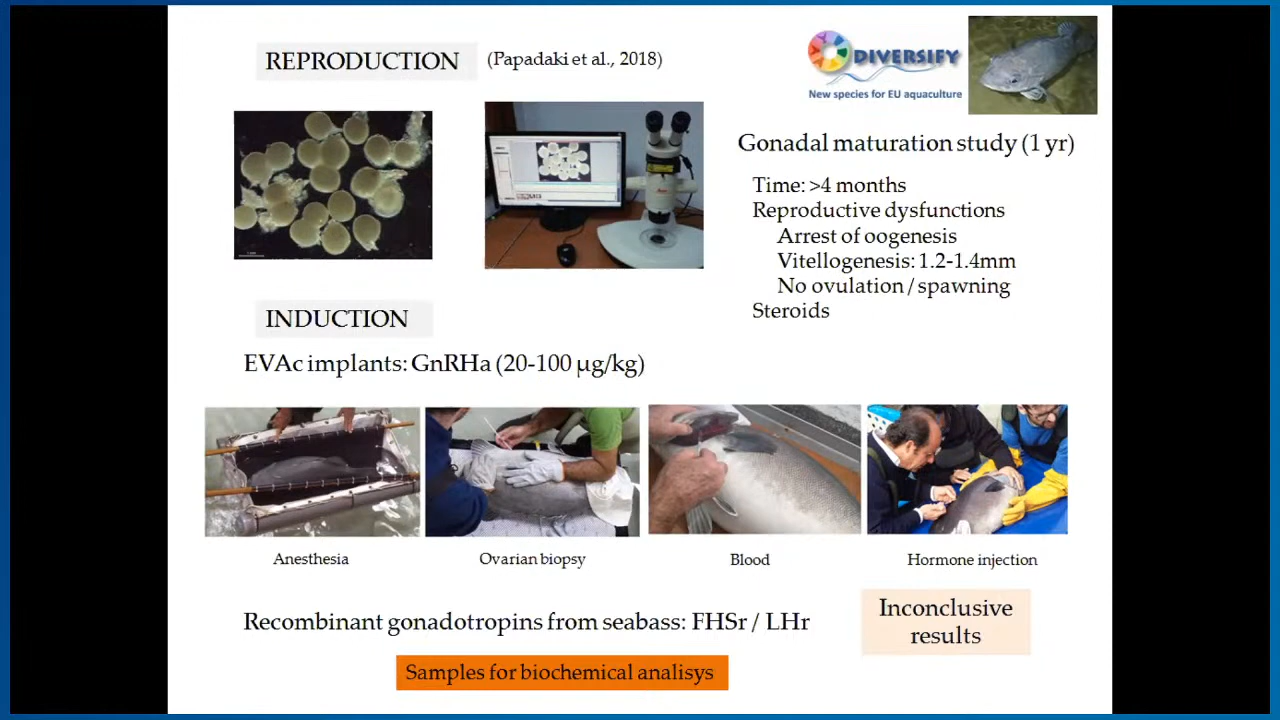 REPRODUCTION
(Papadaki et al., 2018)
DIVERSIFY
New species for EU aquaculture
Gonadal maturation study (1 yr)
Time: >4 months
Reproductive dysfunctions
Arrest of oogenesis
Vitellogenesis: 1.2-1.4mm
No ovulation / spawning
Steroids
INDUCTION
EVAc implants: GnRHa (20-100 µg/kg)
Anesthesia
Ovarian biopsy
Blood
Hormone injection
Recombinant gonadotropins from seabass: FHSr / LHr
Inconclusive
results
Samples for biochemical analisys